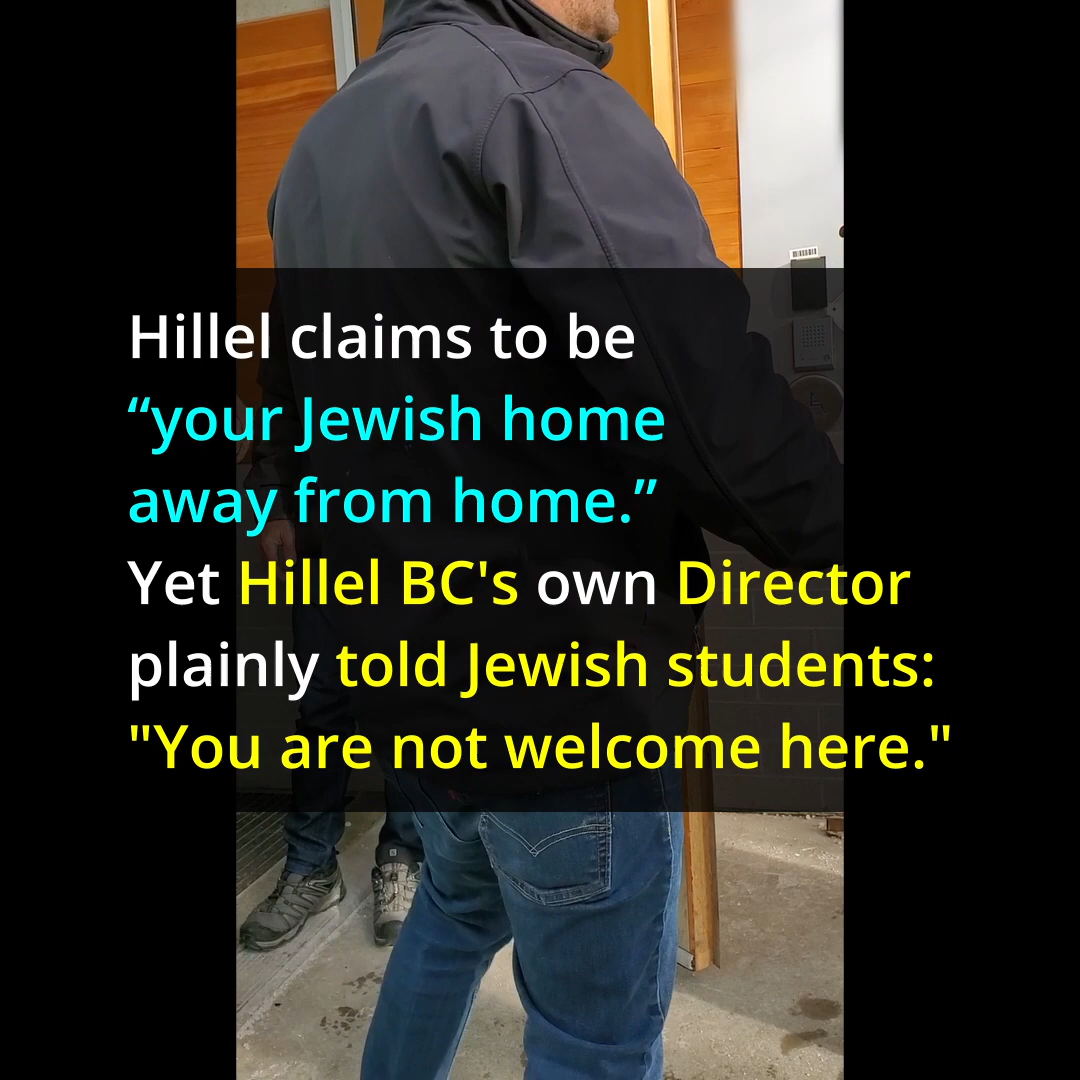 Hillel claims to be
“your Jewish home
away from home.”
Yet Hillel BC's own Director
plainly told Jewish students:
"You are not welcome here."